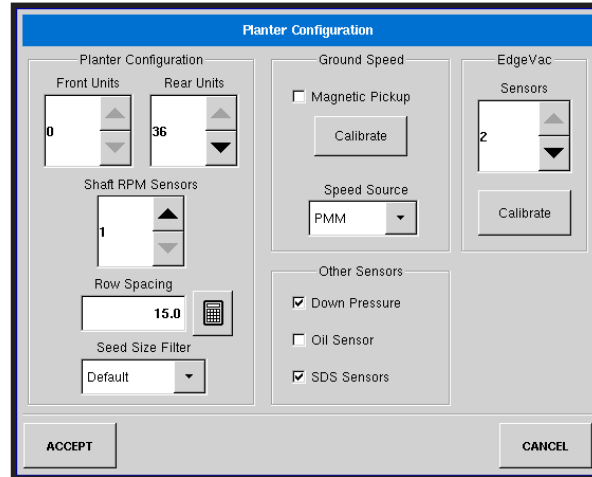 Planter Configuration
Planter Configuration
Front Units
Rear Units
0
36
Shaft RPM Sensors
1
Row Spacing
15.0
Seed Size Filter
Default
Ground Speed
Magnetic Pickup
Calibrate
Speed Source
PMM
Other Sensors
Down Pressure
Oil Sensor
SDS Sensors
EdgeVac
Sensors
2
Calibrate
ACCEPT
CANCEL